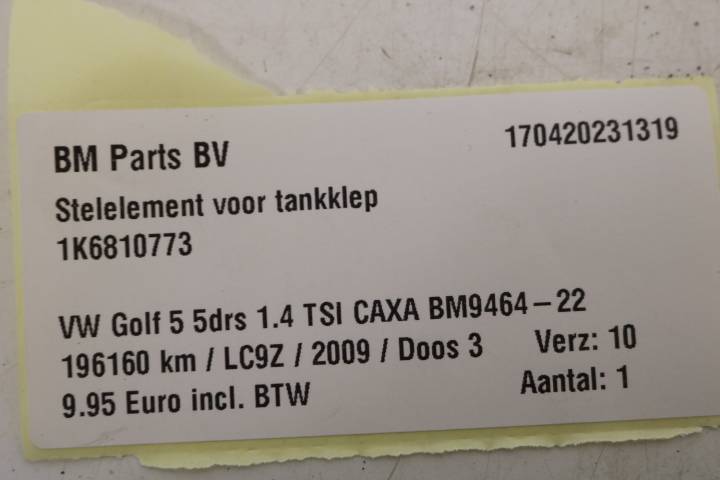 BM Parts BV 170420231319
Stelelement voor tankklep
1K6810773
VW Golf 5 5drs 1.4 TSI CAXA BM9464-22
196160 km / LC9Z / 2009 / Doos 3 Verz: 10
9.95 Euro incl. BTW Aantal: 1